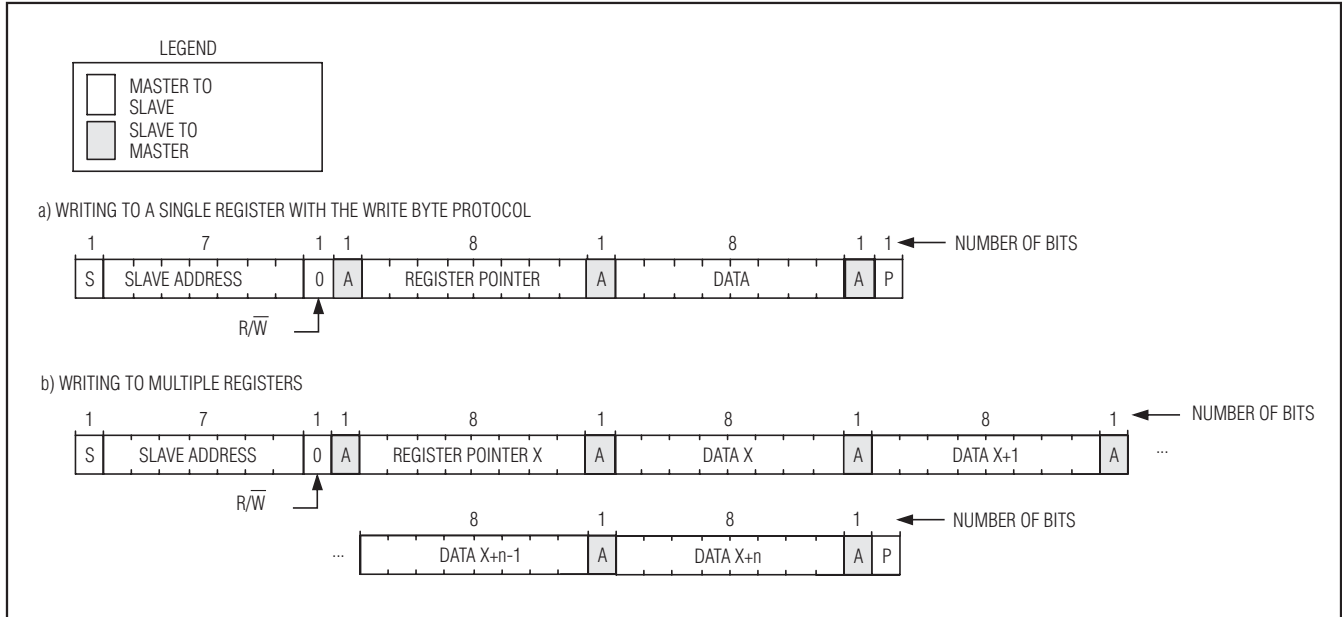 LEGEND
MASTER TO
SLAVE
SLAVE TO
MASTER
a) WRITING TO A SINGLE REGISTER WITH THE WRITE BYTE PROTOCOL
1 7 1 1 8 1 8 1 1 NUMBER OF BITS
S SLAVE ADDRESS 0 A REGISTER POINTER A DATA A P
R/W̅
b) WRITING TO MULTIPLE REGISTERS
1 7 1 1 8 1 8 1 8 1 NUMBER OF BITS
S SLAVE ADDRESS 0 A REGISTER POINTER X A DATA X A DATA X+1 A ...
R/W̅
8 1 8 1 NUMBER OF BITS
... DATA X+n-1 A DATA X+n A P